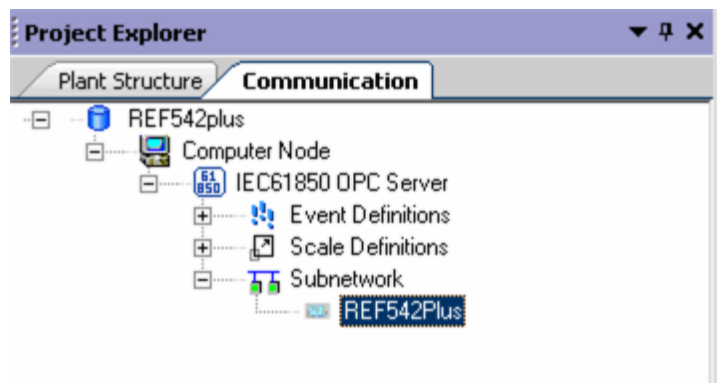 Project Explorer
Plant Structure Communication
REF542plus
Computer Node
61
850
IEC61850 OPC Server
Event Definitions
Scale Definitions
Subnetwork
REF542Plus